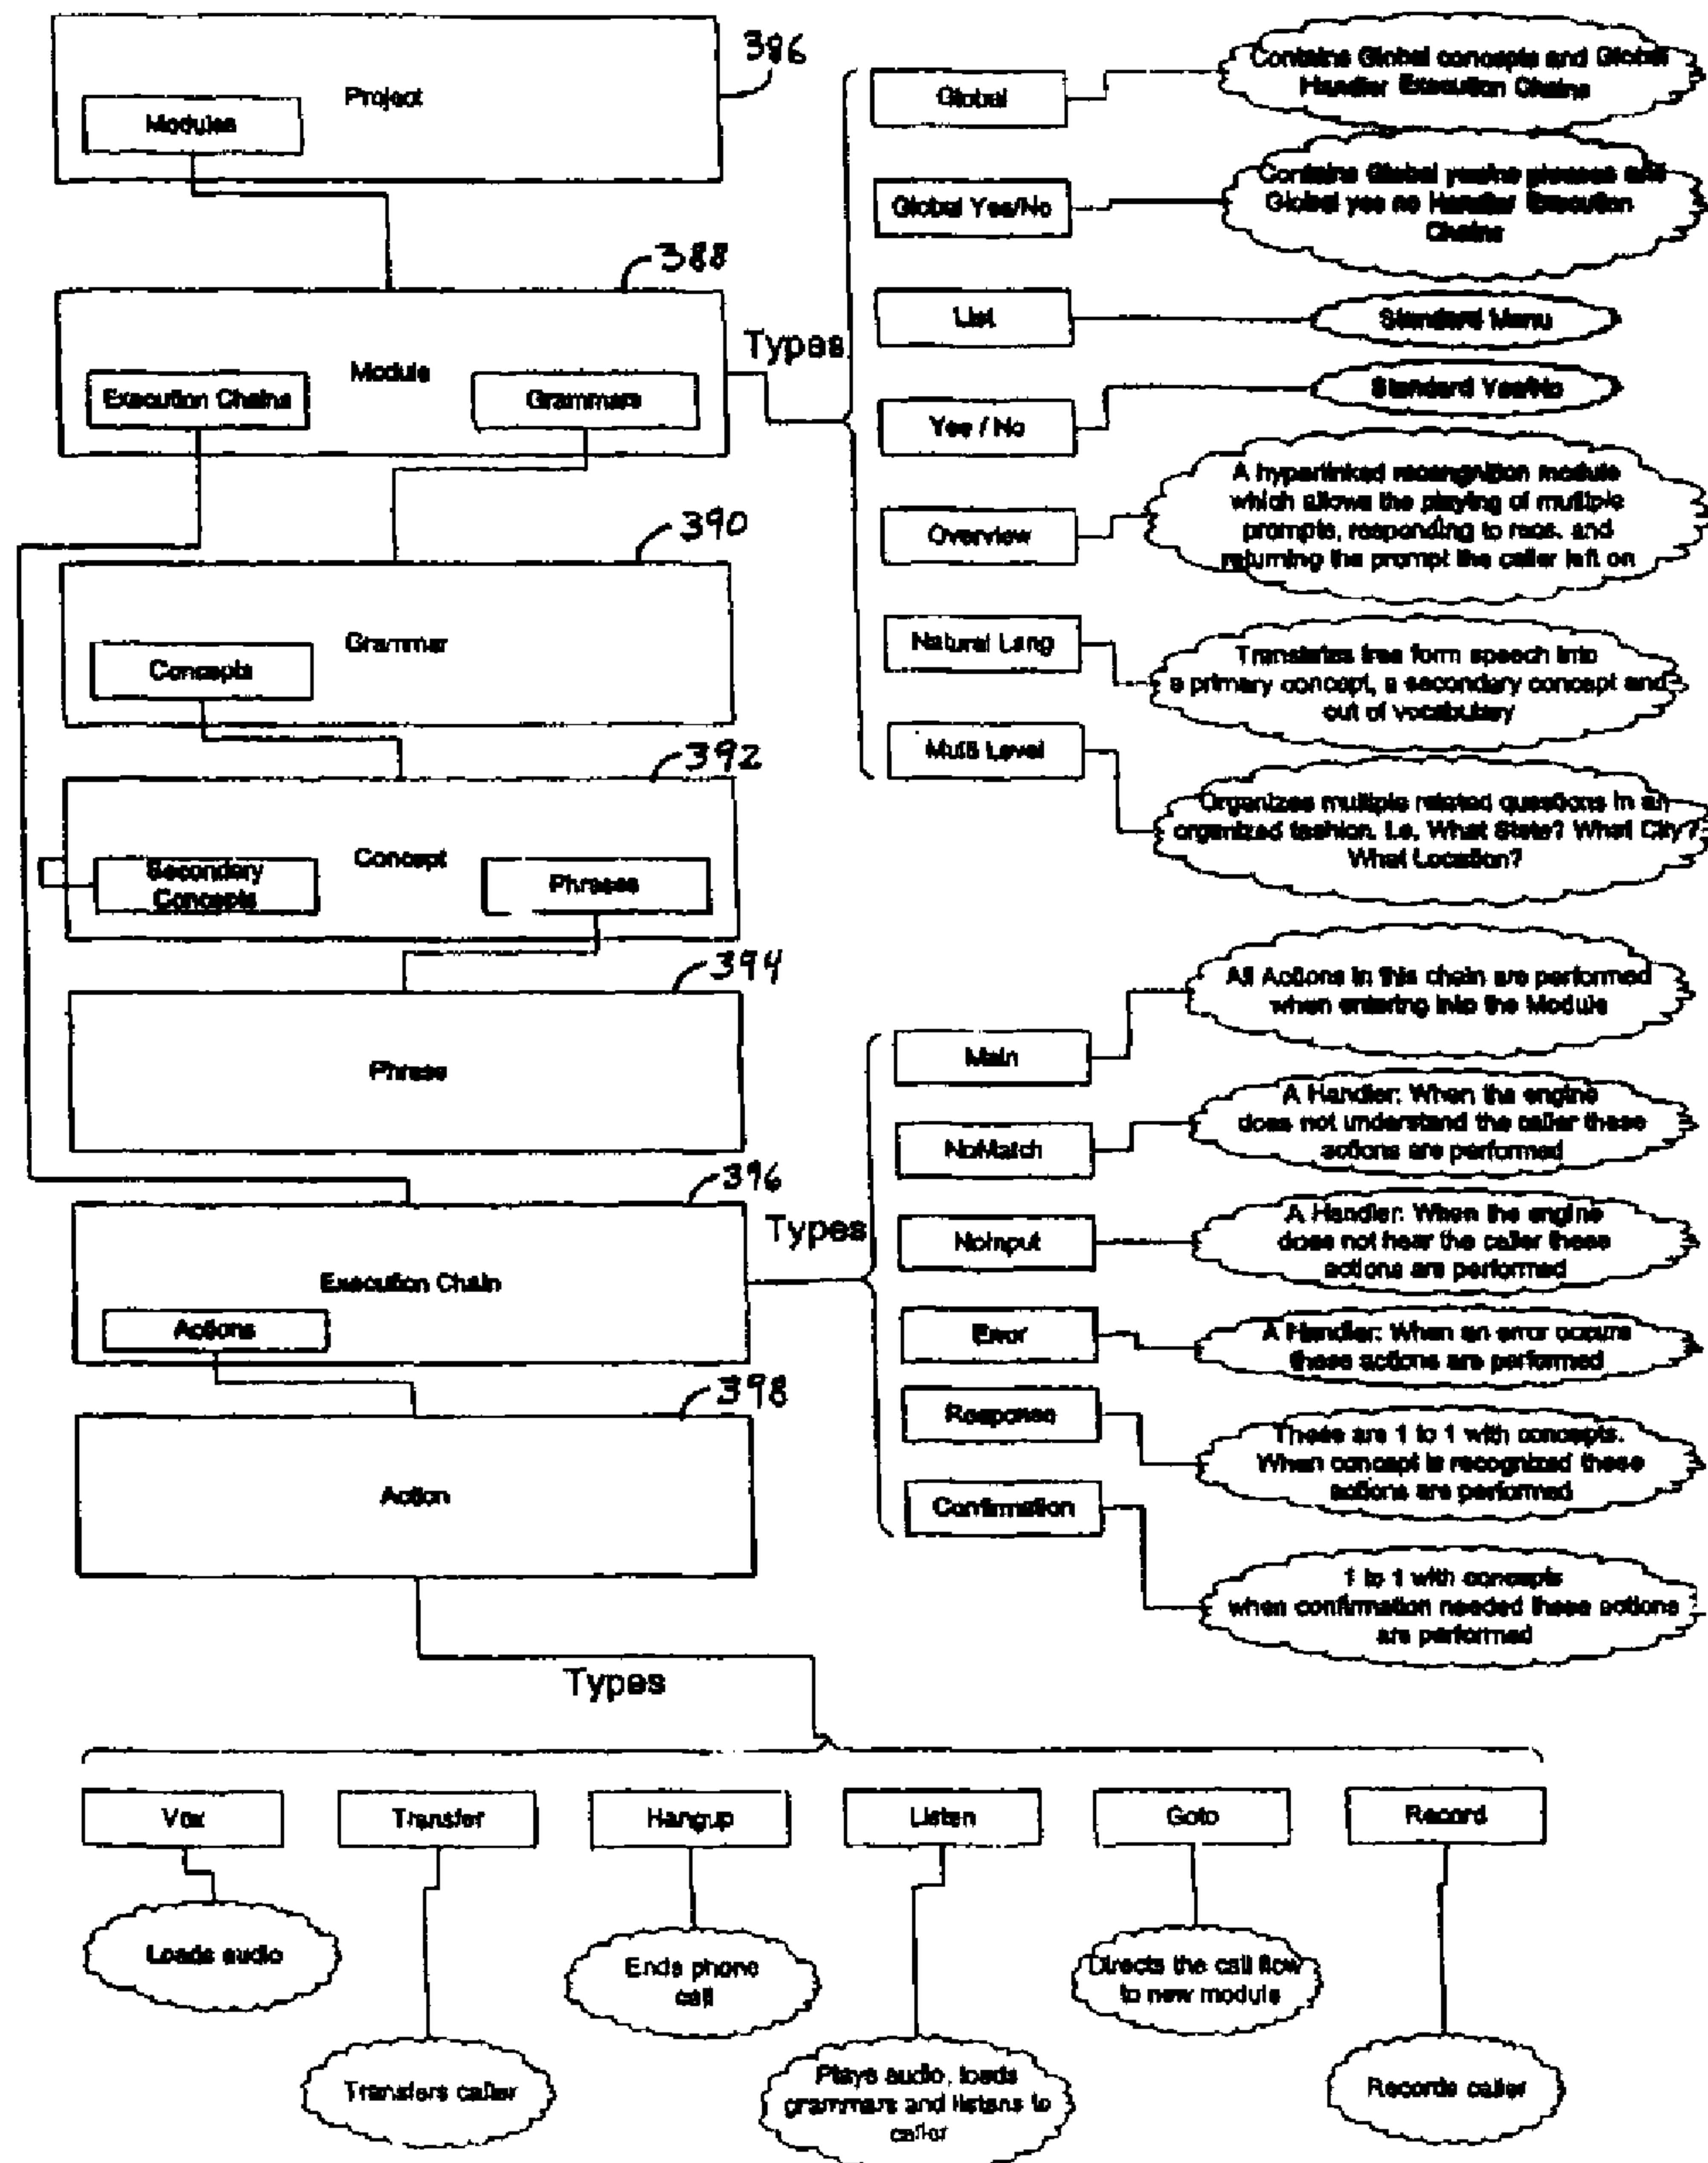 386
Project
Modules
388
Module
Execution Chains
Grammars
390
Grammar
Concepts
392
Concept
Secondary
Concepts
Phrases
394
Phrase
396
Execution Chain
Actions
398
Action
Types
Global
Contains Global concepts and Global
Handler Execution Chains
Global Yes/No
Contains Global yes/no phrases and
Global yes no Handler Execution
Chains
List
Standard Menu
Yes / No
Standard Yes/No
Overview
A hyperlinked recongnition module
which allows the playing of multiple
prompts, responding to recs. and
returning the prompt the caller left on
Natural Lang
Translates free form speech into
a primary concept, a secondary concept and
out of vocabulary
Multi Level
Organizes multiple related questions in an
organized fashion. I.e. What State? What City?
What Location?
Types
Main
All Actions in this chain are performed
when entering into the Module
NoMatch
A Handler: When the engine
does not understand the caller these
actions are performed
NoInput
A Handler: When the engine
does not hear the caller these
actions are performed
Error
A Handler: When an error occurs
these actions are performed
Response
These are 1 to 1 with concepts.
When concept is recognized these
actions are performed
Confirmation
1 to 1 with concepts
when confirmation needed these actions
are performed
Types
Vox
Transfer
Hangup
Listen
Goto
Record
Loads audio
Transfers caller
Ends phone
call
Plays audio, loads
grammars and listens to
caller
Directs the call flow
to new module
Records caller